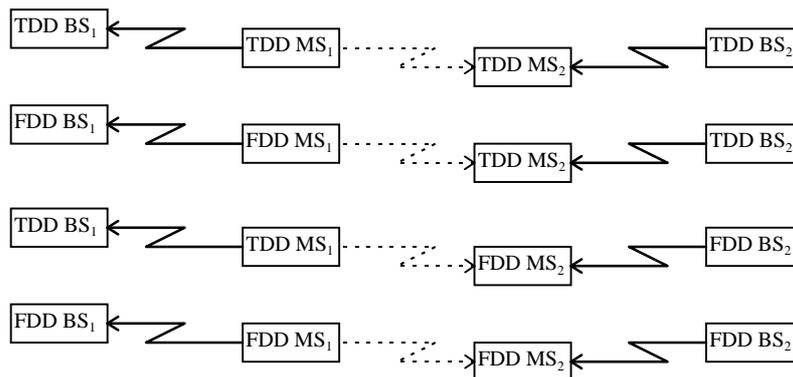 TDD BS₁ TDD MS₁ TDD MS₂ TDD BS₂
FDD BS₁ FDD MS₁ TDD MS₂ TDD BS₂
TDD BS₁ TDD MS₁ FDD MS₂ FDD BS₂
FDD BS₁ FDD MS₁ FDD MS₂ FDD BS₂